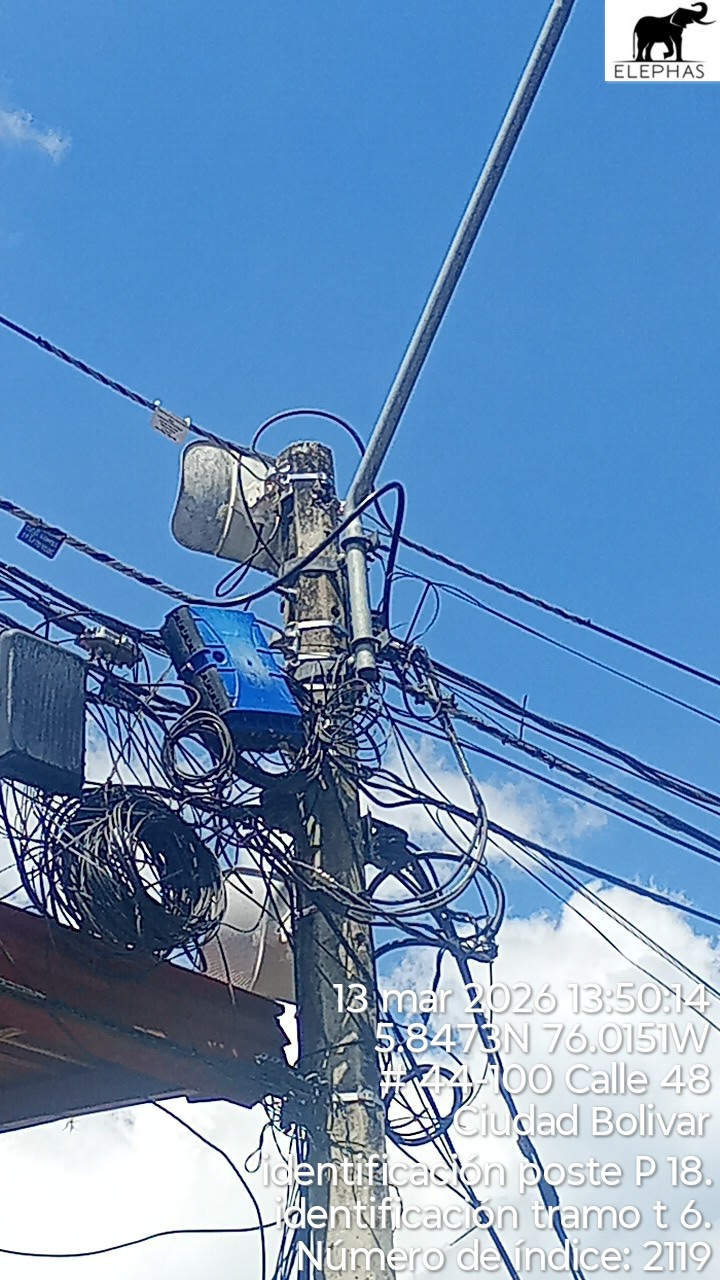 ELEPHAS
13 mar 2026 13:50:14
5.8473N 76.0151W
# 44-100 Calle 48
Ciudad Bolivar
identificación poste P 18.
identificación tramo t 6.
Número de índice: 2119